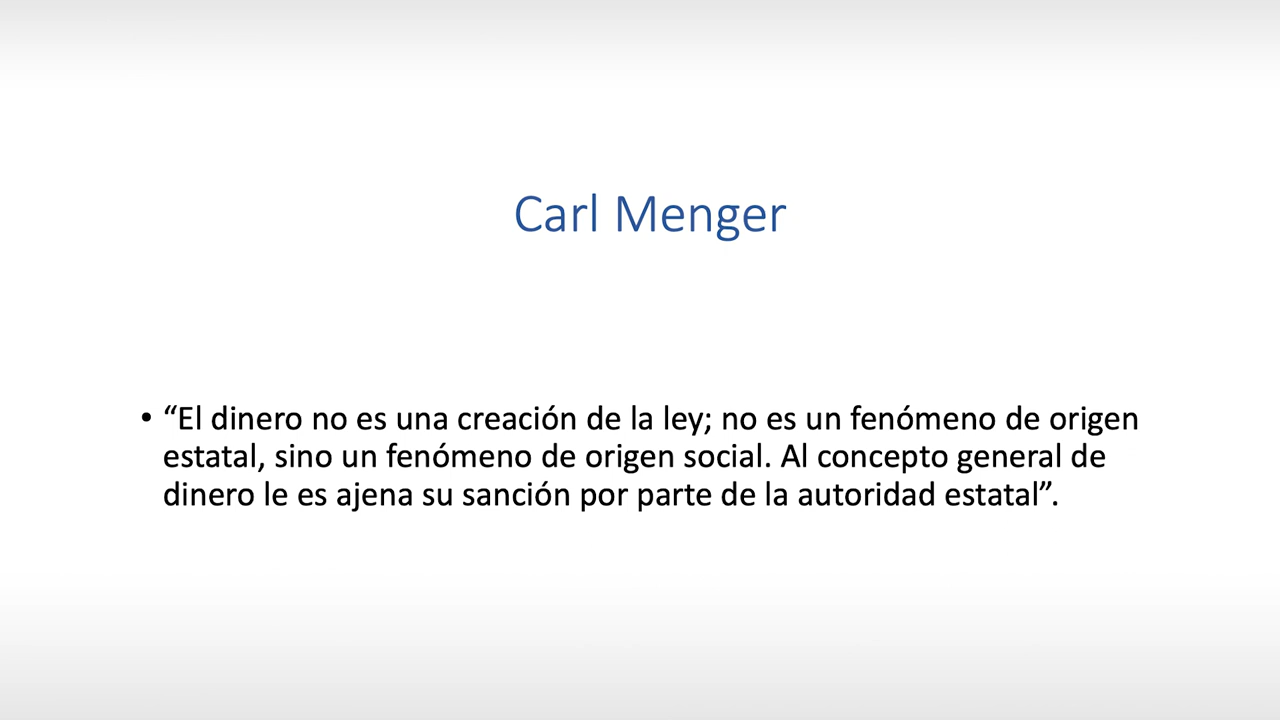 Carl Menger
• “El dinero no es una creación de la ley; no es un fenómeno de origen
estatal, sino un fenómeno de origen social. Al concepto general de
dinero le es ajena su sanción por parte de la autoridad estatal”.